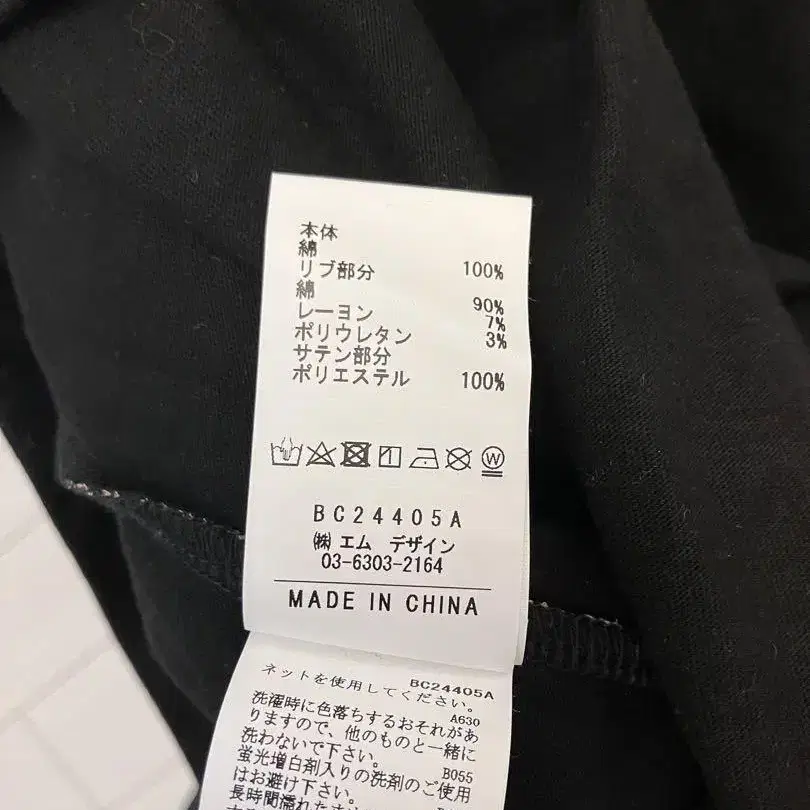 本体
綿
リブ部分 100%
綿
レーヨン 90%
ポリウレタン 7%
サテン部分 3%
ポリエステル 100%
W
BC24405A
㈱エム デザイン
03-6303-2164
MADE IN CHINA
BC24405A
ネットを使用してください。
A630
洗濯時に色落ちするおそれがあ
りますので、他のものと一緒に
洗わないで下さい。
B055
蛍光増白剤入りの洗剤のご使用
はお避け下さい。